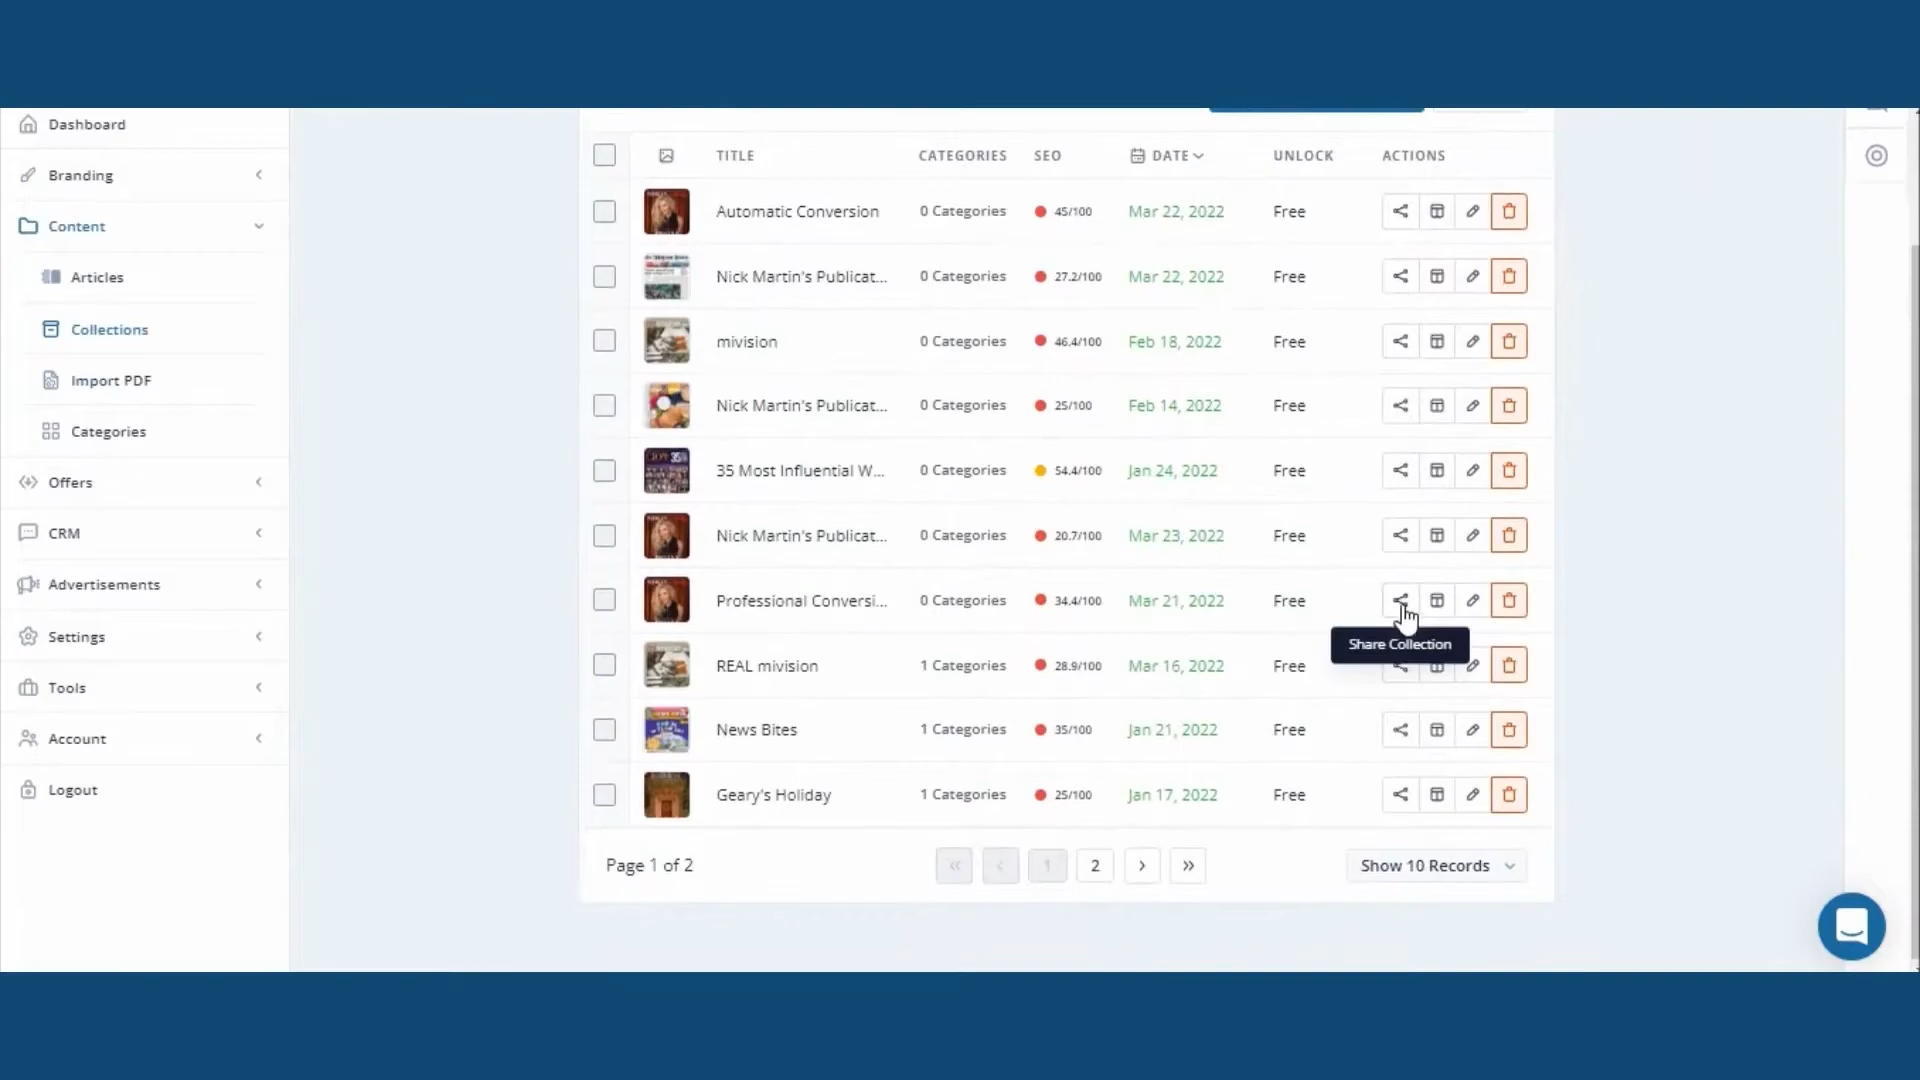 Dashboard
Branding
Content
Articles
Collections
Import PDF
Categories
Offers
CRM
Advertisements
Settings
Tools
Account
Logout
TITLE CATEGORIES SEO DATE UNLOCK ACTIONS
Automatic Conversion 0 Categories 45/100 Mar 22, 2022 Free
Nick Martin's Publicat... 0 Categories 27.2/100 Mar 22, 2022 Free
mivision 0 Categories 46.4/100 Feb 18, 2022 Free
Nick Martin's Publicat... 0 Categories 25/100 Feb 14, 2022 Free
35 Most Influential W... 0 Categories 54.4/100 Jan 24, 2022 Free
Nick Martin's Publicat... 0 Categories 20.7/100 Mar 23, 2022 Free
Professional Conversi... 0 Categories 34.4/100 Mar 21, 2022 Free
Share Collection
REAL mivision 1 Categories 28.9/100 Mar 16, 2022 Free
News Bites 1 Categories 35/100 Jan 21, 2022 Free
Geary's Holiday 1 Categories 25/100 Jan 17, 2022 Free
Page 1 of 2 « ‹ 1 2 › » Show 10 Records